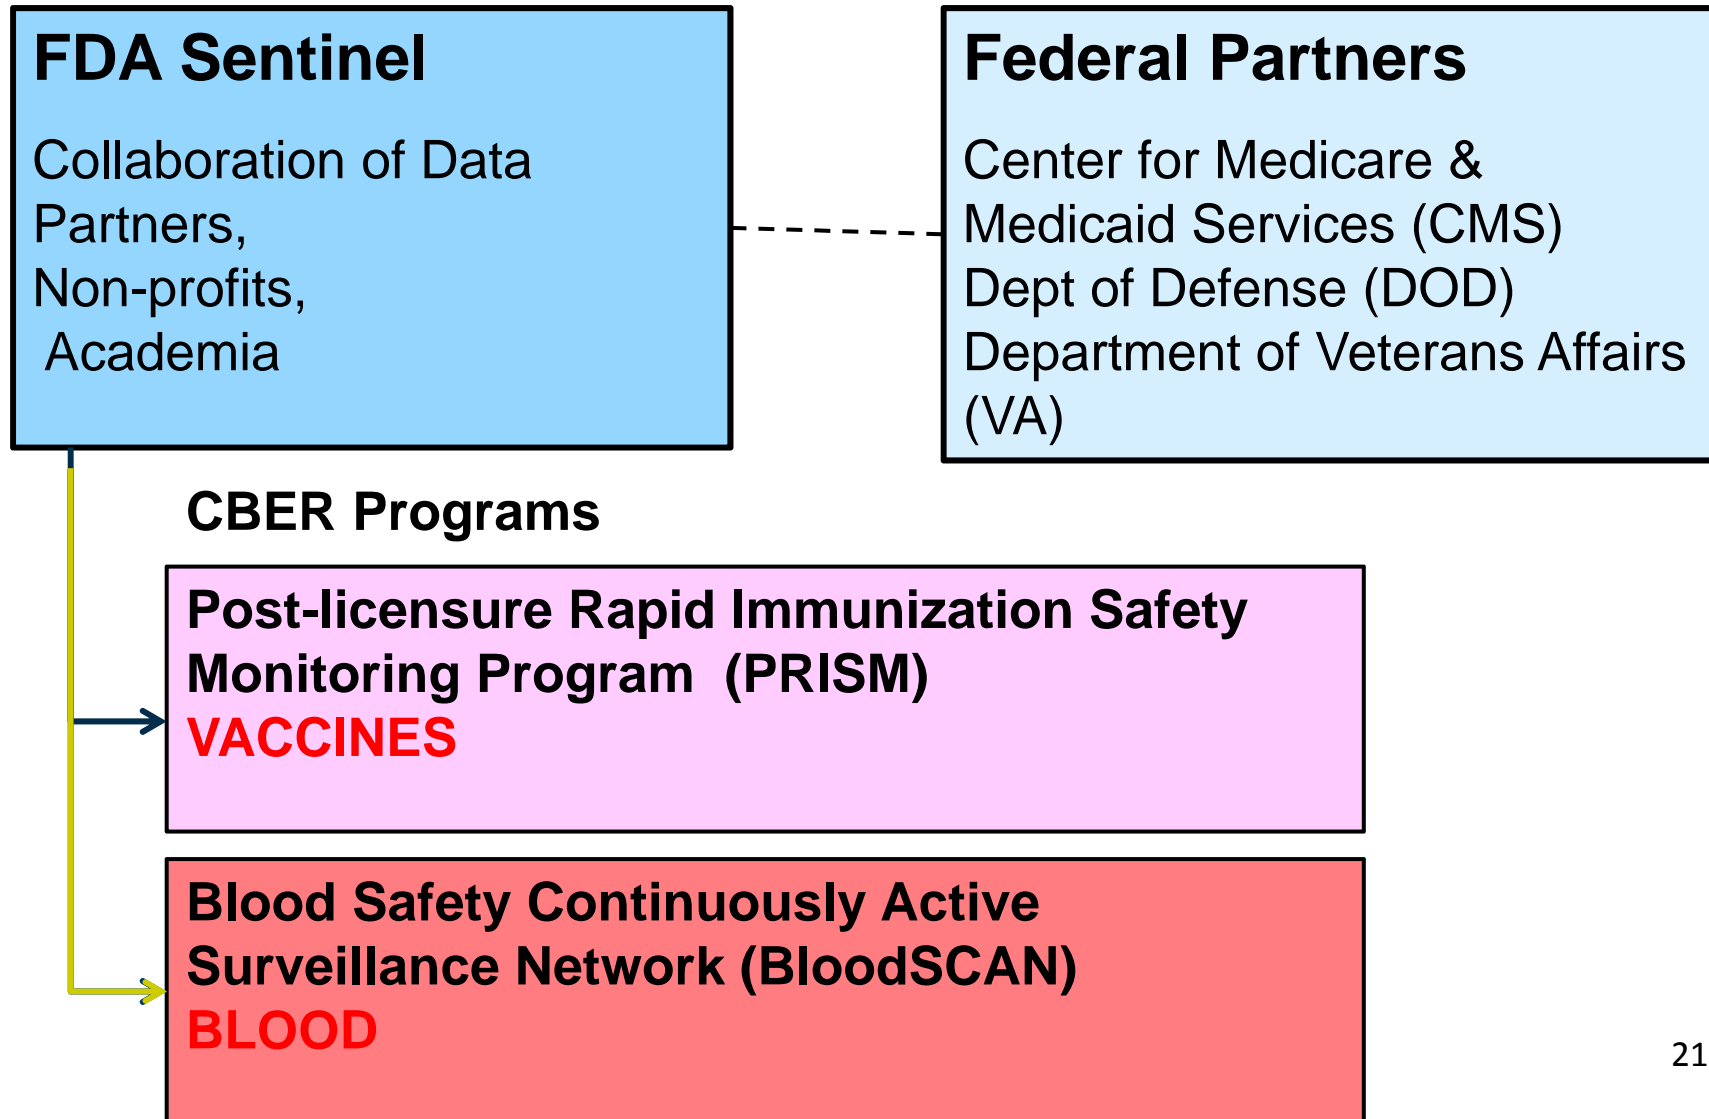 FDA Sentinel
Collaboration of Data
Partners,
Non-profits,
Academia
Federal Partners
Center for Medicare &
Medicaid Services (CMS)
Dept of Defense (DOD)
Department of Veterans Affairs
(VA)
CBER Programs
Post-licensure Rapid Immunization Safety
Monitoring Program (PRISM)
VACCINES
Blood Safety Continuously Active
Surveillance Network (BloodSCAN)
BLOOD
21